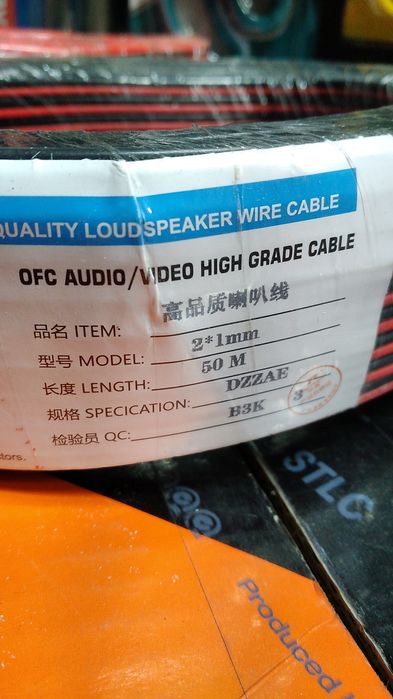 QUALITY LOUDSPEAKER WIRE CABLE
OFC AUDIO/VIDEO HIGH GRADE CABLE
品名 ITEM: 高品质喇叭线
型号 MODEL: 2*1mm
长度 LENGTH: 50 M
规格 SPECICATION: DZZAE
检验员 QC: B3K 3
tors.
STLC
@@
Produced